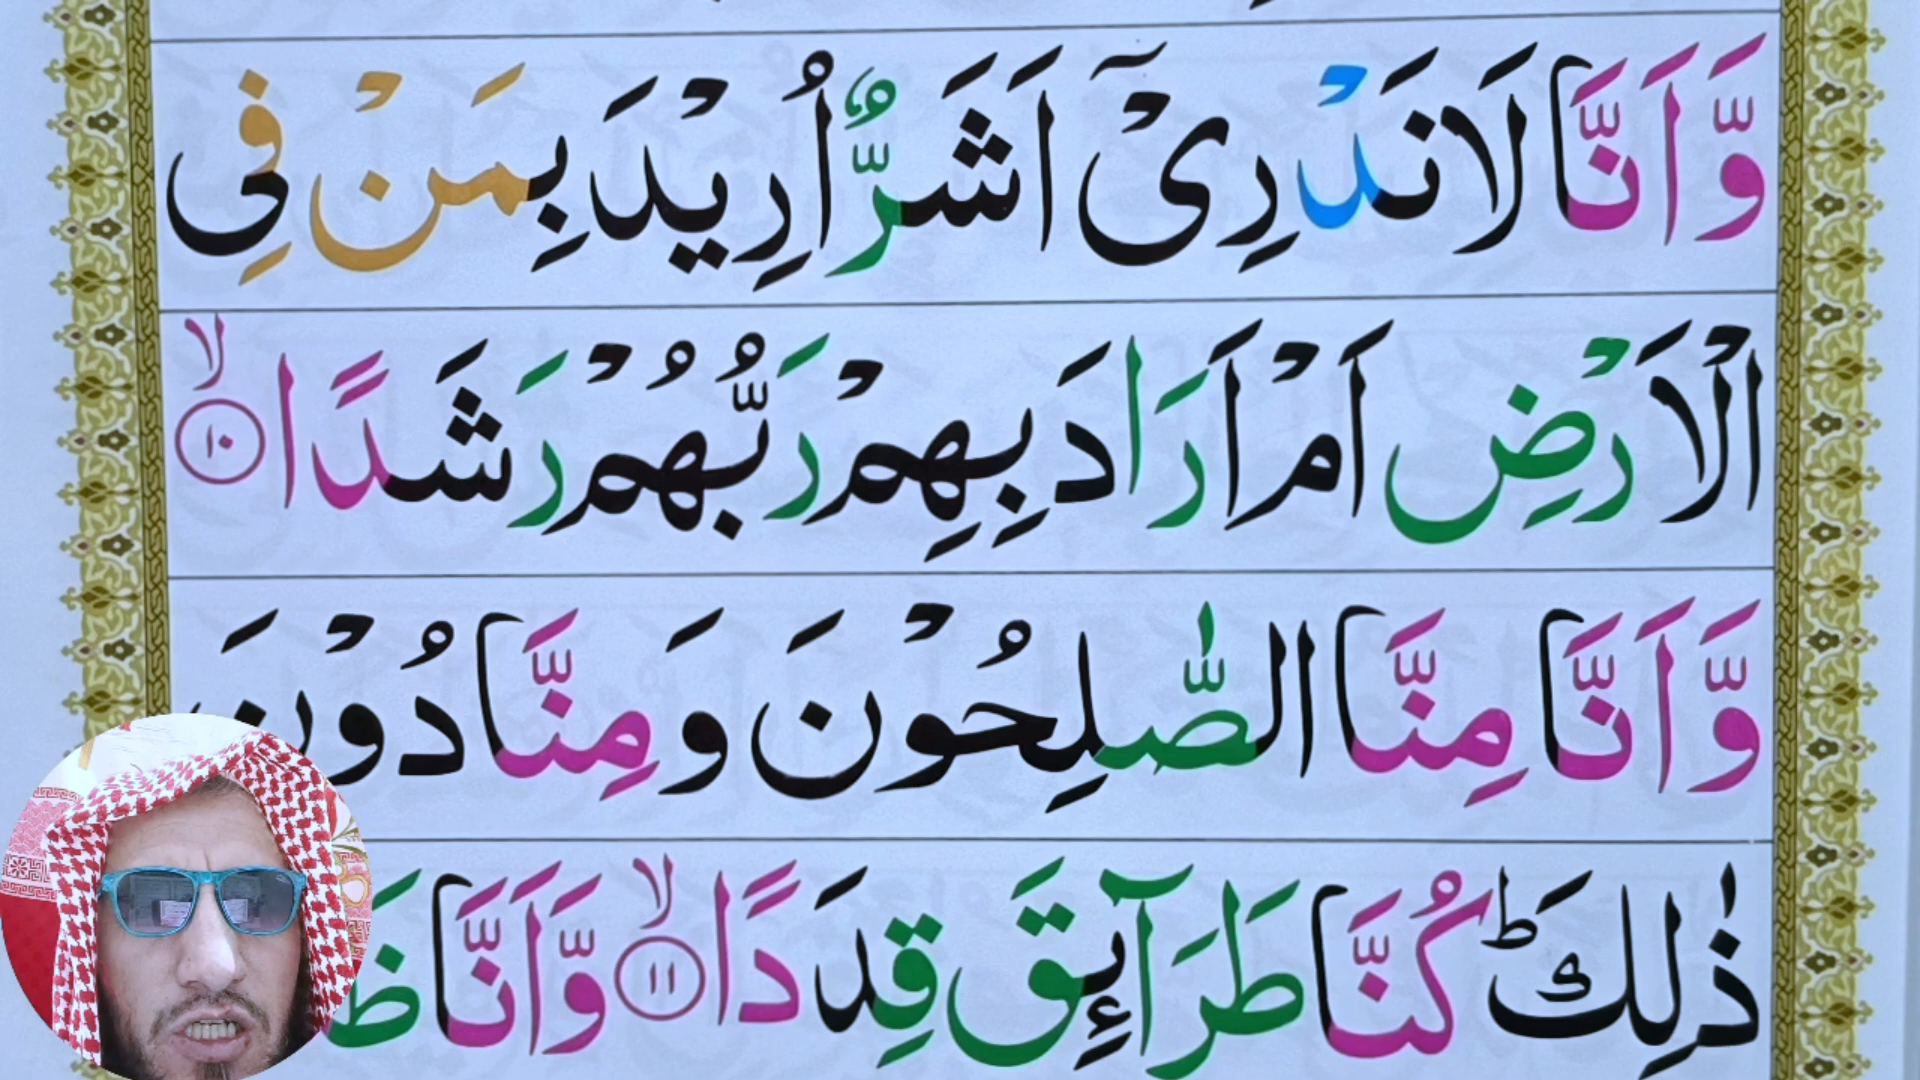 وَّاَنَّا لَا نَدْرِیْۤ اَشَرٌّ اُرِیْدَ بِمَنْ فِی
الْاَرْضِ اَمْ اَرَادَ بِهِمْ رَبُّهُمْ رَشَدًا ۙ﴿۱۰﴾
وَّاَنَّا مِنَّا الصّٰلِحُوْنَ وَمِنَّا دُوْنَ
ذٰلِكَ ؕ كُنَّا طَرَآئِقَ قِدَدًا ۙ﴿۱۱﴾ وَّاَنَّا